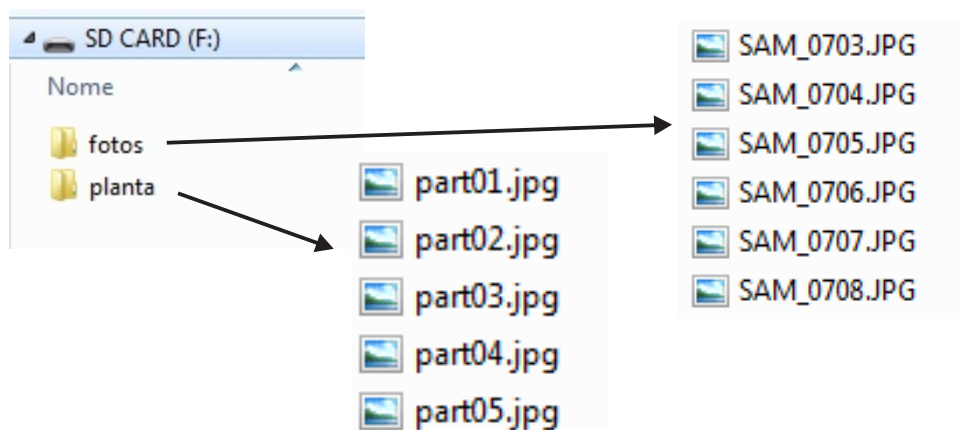 SD CARD (F:)
Nome
fotos
planta
part01.jpg
part02.jpg
part03.jpg
part04.jpg
part05.jpg
SAM_0703.JPG
SAM_0704.JPG
SAM_0705.JPG
SAM_0706.JPG
SAM_0707.JPG
SAM_0708.JPG